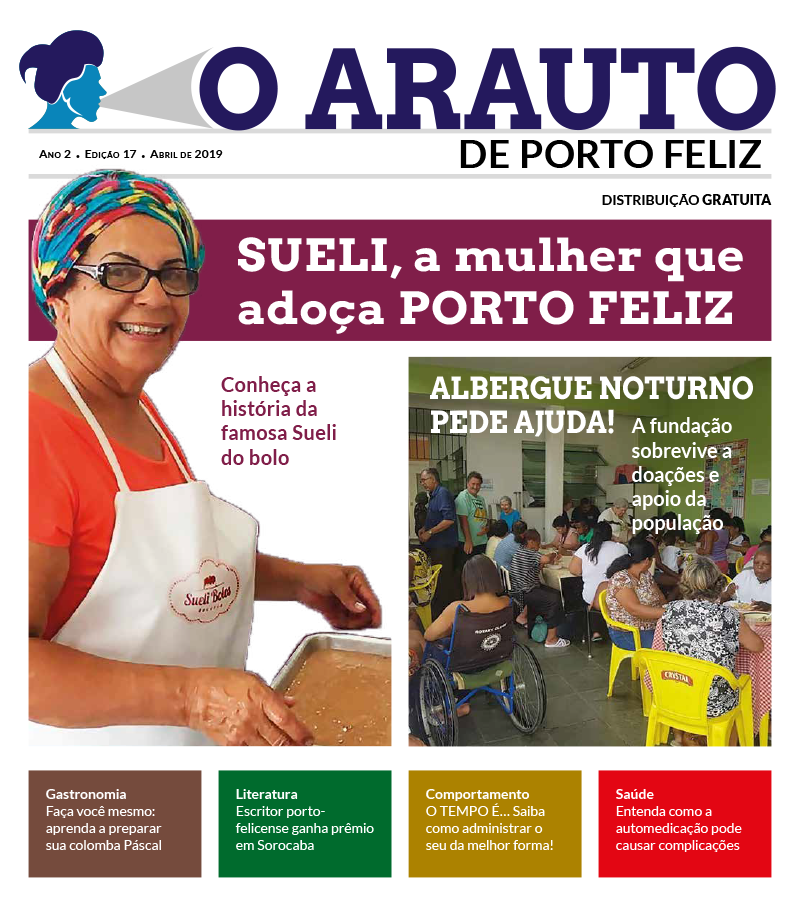 O ARAUTO
DE PORTO FELIZ
Ano 2 . Edição 17 . Abril de 2019
DISTRIBUIÇÃO GRATUITA
SUELI, a mulher que
adoça PORTO FELIZ
Conheça a
história da
famosa Sueli
do bolo
ALBERGUE NOTURNO
PEDE AJUDA!
A fundação
sobrevive a
doações e
apoio da
população
Sueli Bolos
ROTARY CLUB
CRYSTAL
Gastronomia
Faça você mesmo:
aprenda a preparar
sua colomba Páscal
Literatura
Escritor porto-
felicense ganha prêmio
em Sorocaba
Comportamento
O TEMPO É... Saiba
como administrar o
seu da melhor forma!
Saúde
Entenda como a
automedicação pode
causar complicações